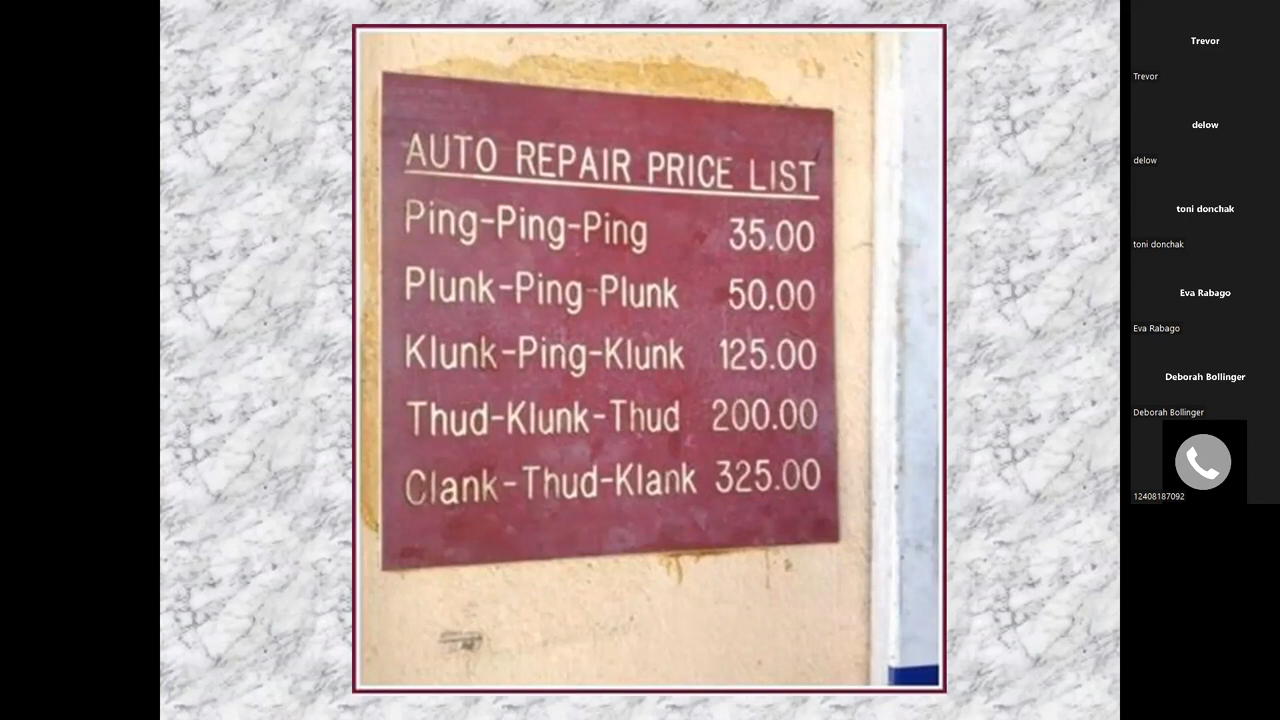 AUTO REPAIR PRICE LIST
Ping-Ping-Ping 35.00
Plunk-Ping-Plunk 50.00
Klunk-Ping-Klunk 125.00
Thud-Klunk-Thud 200.00
Clank-Thud-Klank 325.00
Trevor
Trevor
delow
delow
toni donchak
toni donchak
Eva Rabago
Eva Rabago
Deborah Bollinger
Deborah Bollinger
12408187092